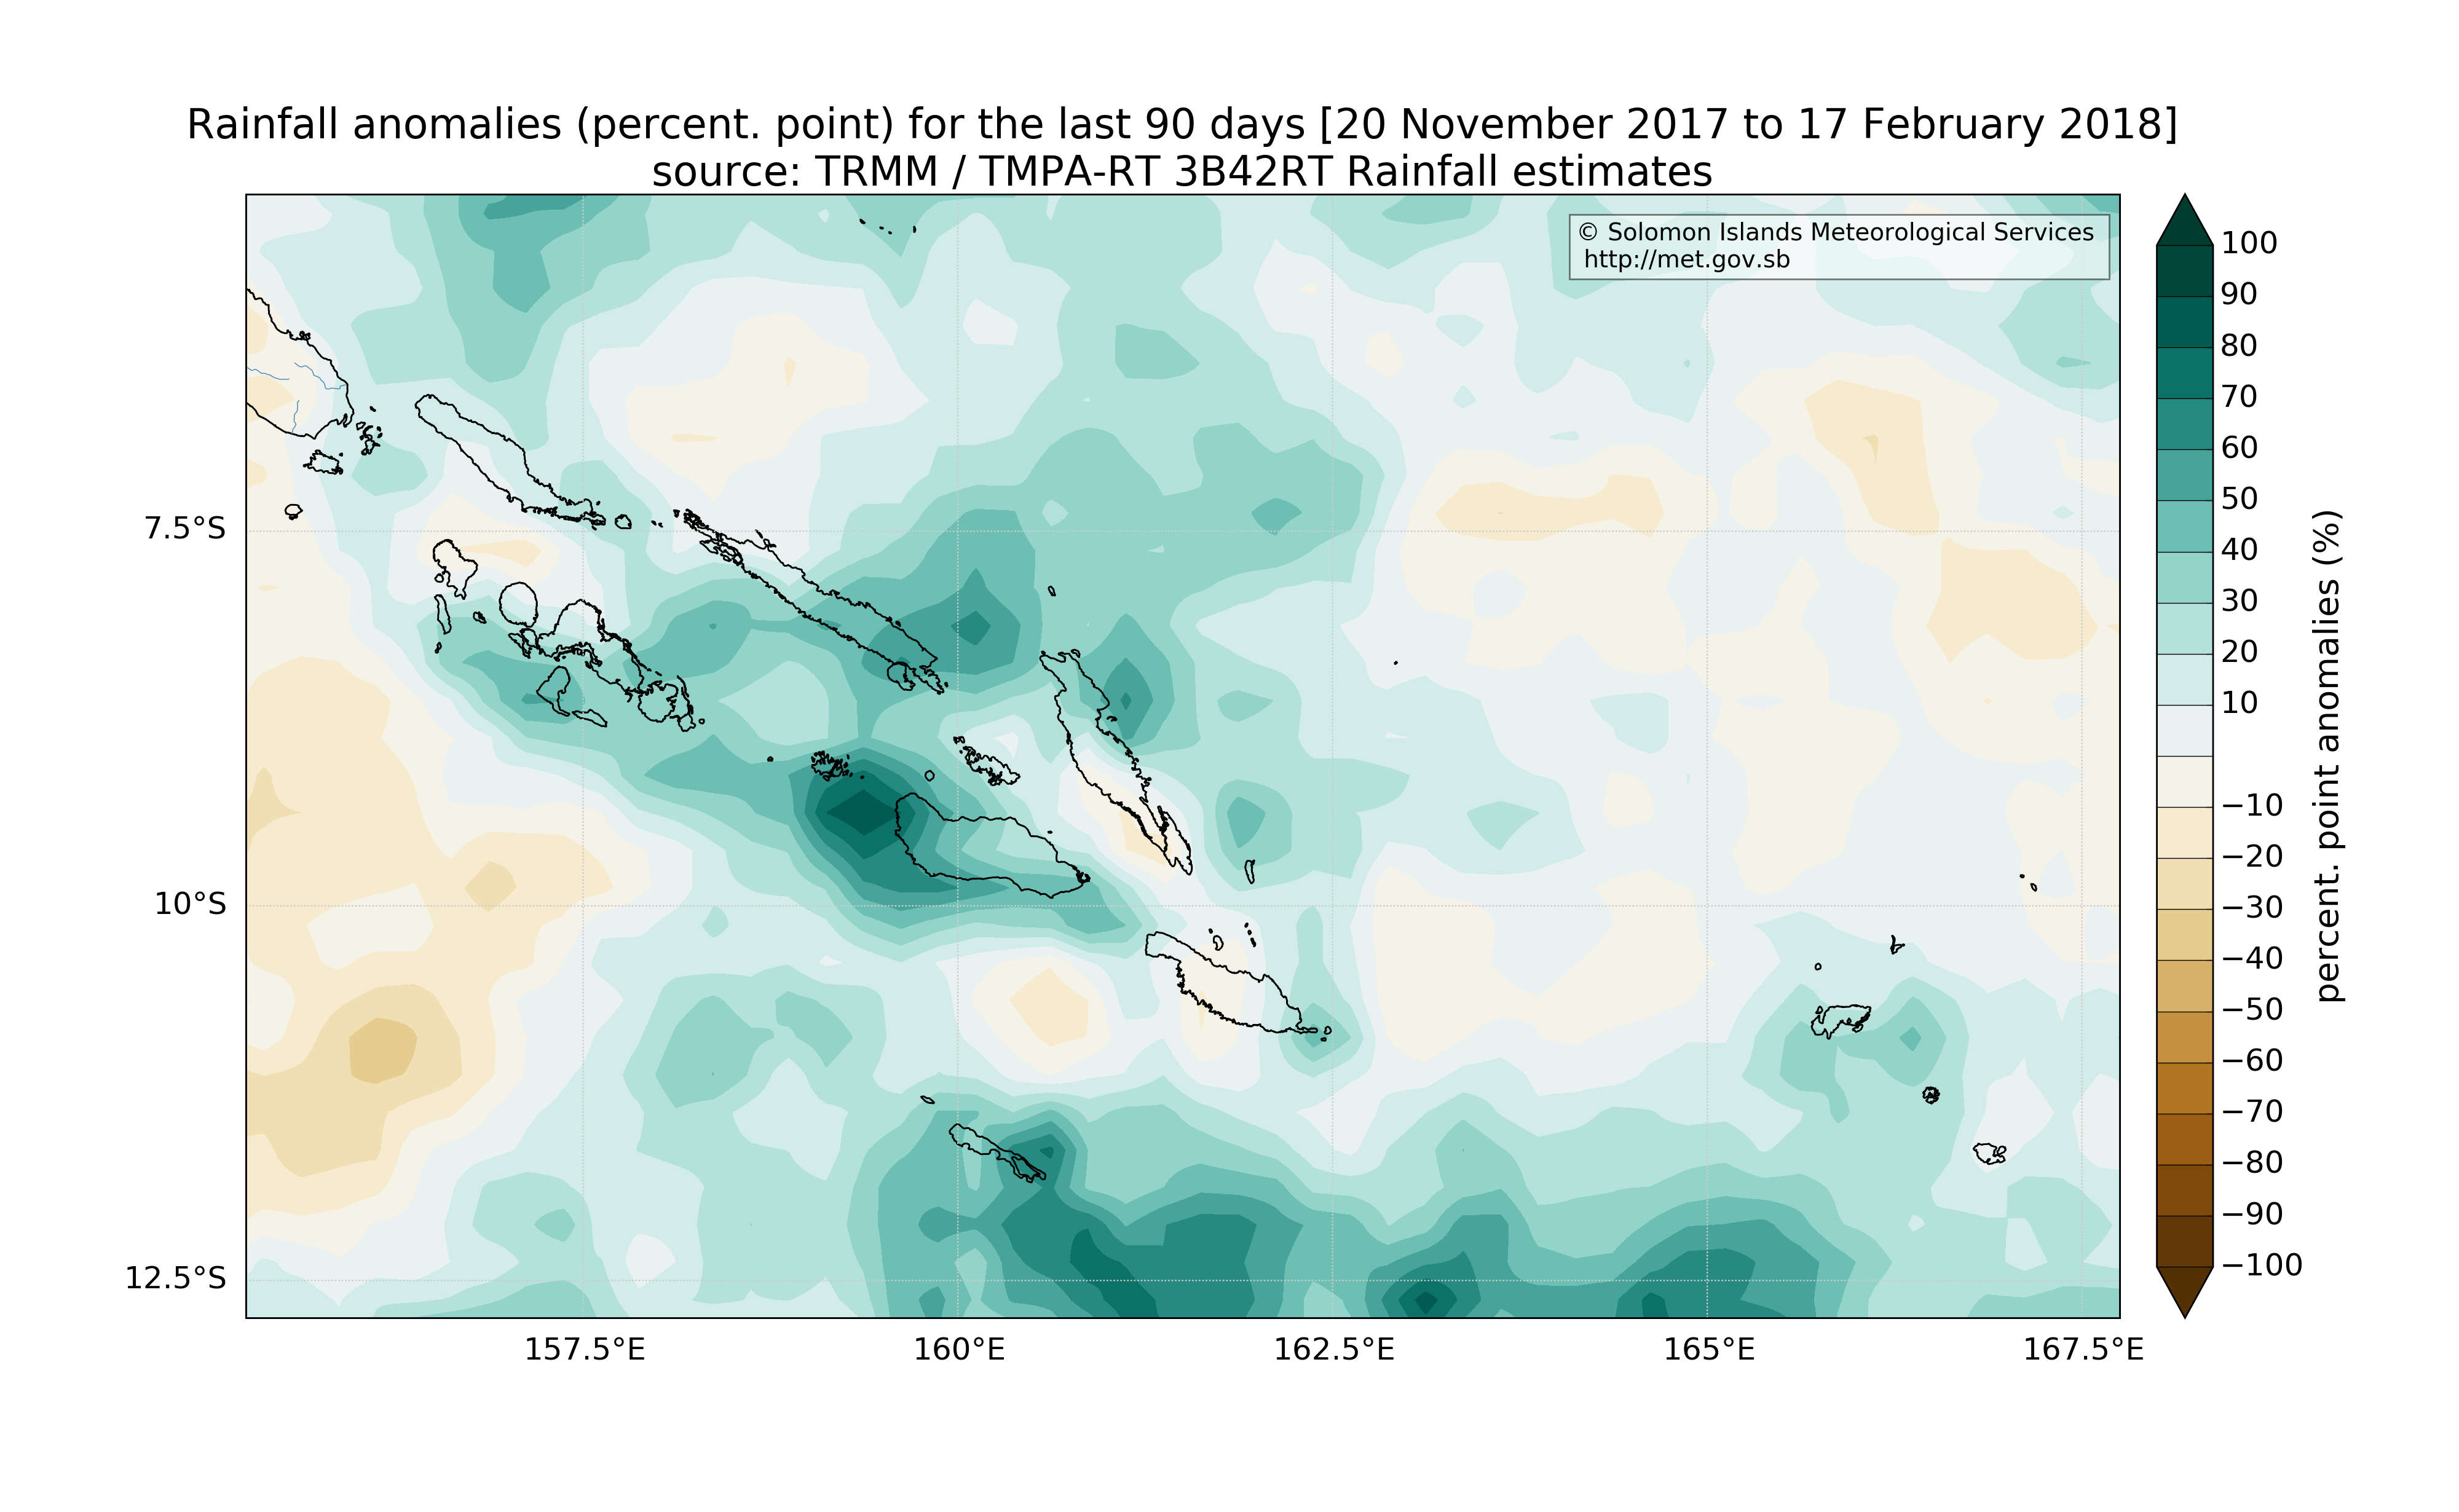 Rainfall anomalies (percent. point) for the last 90 days [20 November 2017 to 17 February 2018]
source: TRMM / TMPA-RT 3B42RT Rainfall estimates
© Solomon Islands Meteorological Services
http://met.gov.sb
7.5°S
10°S
12.5°S
157.5°E
160°E
162.5°E
165°E
167.5°E
100
90
80
70
60
50
40
30
20
10
−10
−20
−30
−40
−50
−60
−70
−80
−90
−100
percent. point anomalies (%)